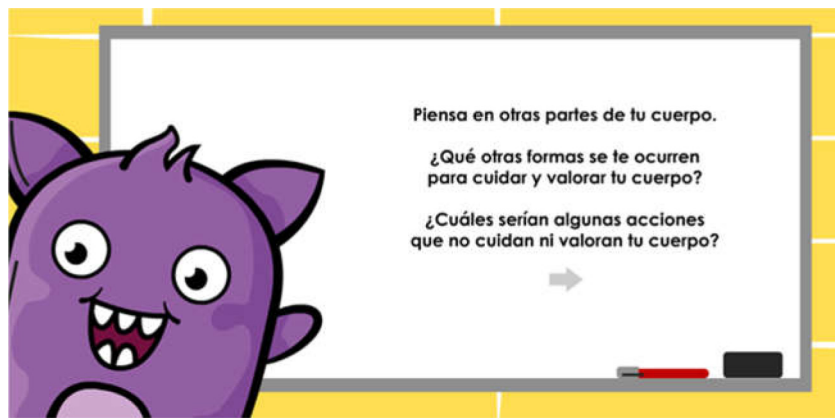 Piensa en otras partes de tu cuerpo.
¿Qué otras formas se te ocurren
para cuidar y valorar tu cuerpo?
¿Cuáles serían algunas acciones
que no cuidan ni valoran tu cuerpo?